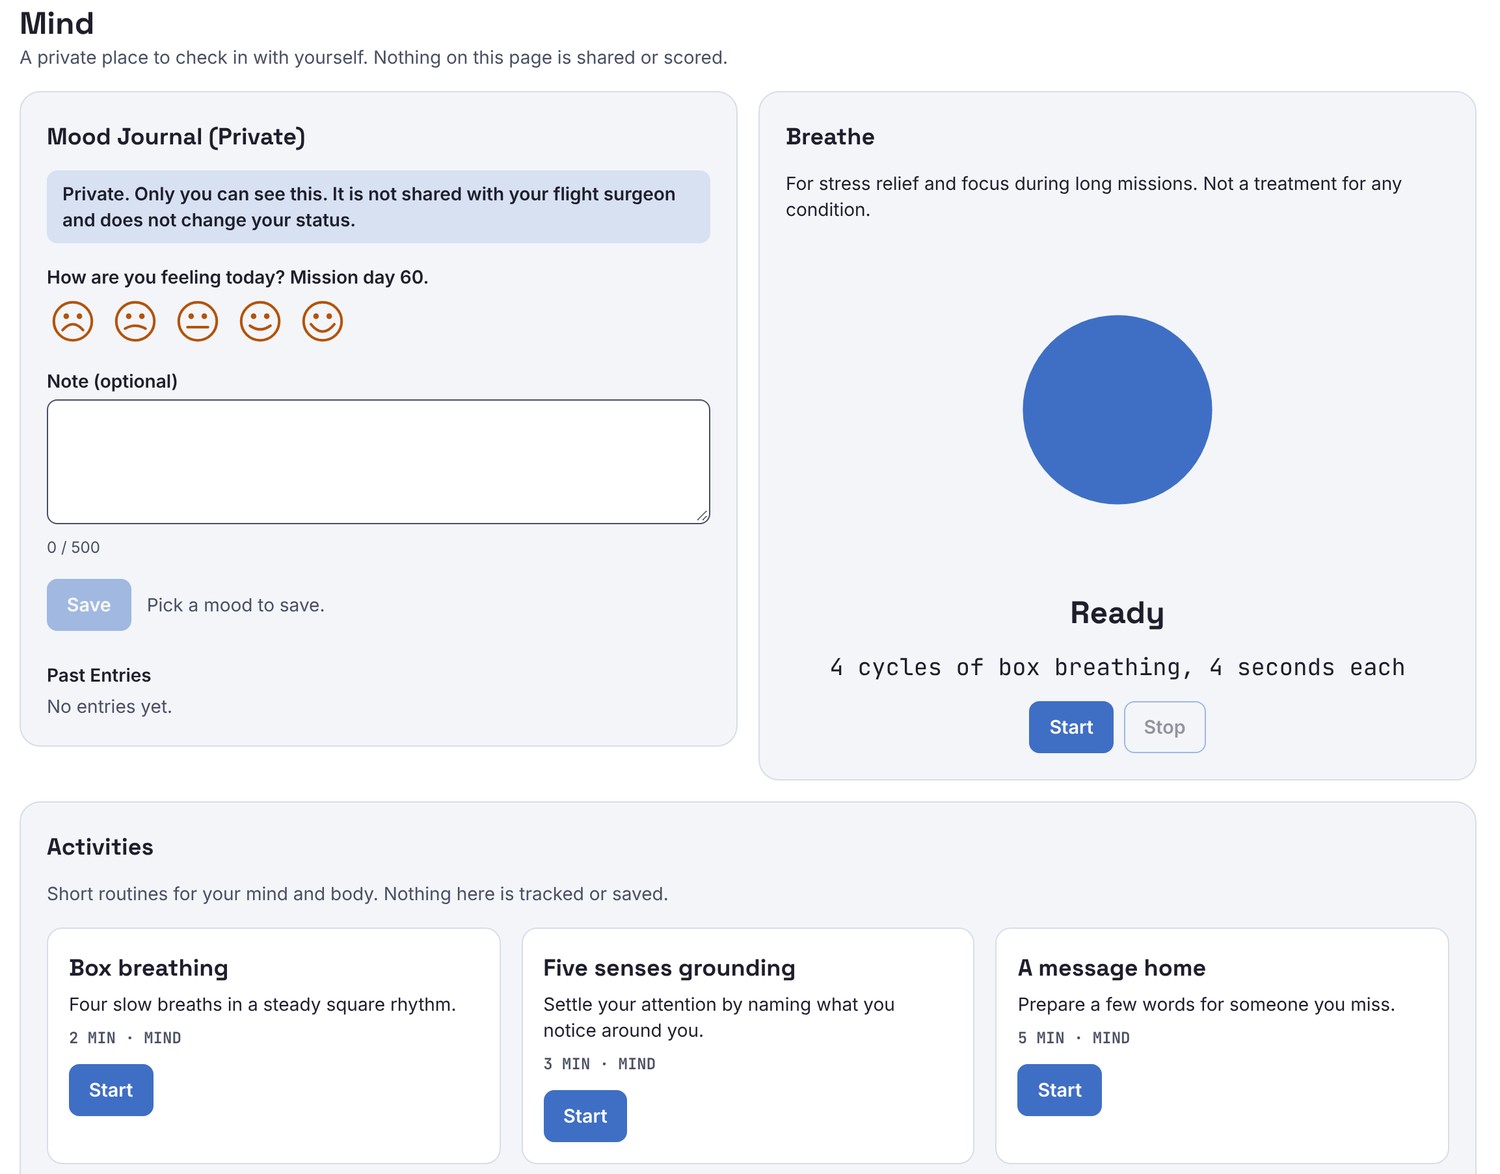 Mind
A private place to check in with yourself. Nothing on this page is shared or scored.
Mood Journal (Private)
Private. Only you can see this. It is not shared with your flight surgeon
and does not change your status.
How are you feeling today? Mission day 60.
Note (optional)
0 / 500
Save
Pick a mood to save.
Past Entries
No entries yet.
Breathe
For stress relief and focus during long missions. Not a treatment for any
condition.
Ready
4 cycles of box breathing, 4 seconds each
Start
Stop
Activities
Short routines for your mind and body. Nothing here is tracked or saved.
Box breathing
Four slow breaths in a steady square rhythm.
2 MIN · MIND
Start
Five senses grounding
Settle your attention by naming what you
notice around you.
3 MIN · MIND
Start
A message home
Prepare a few words for someone you miss.
5 MIN · MIND
Start